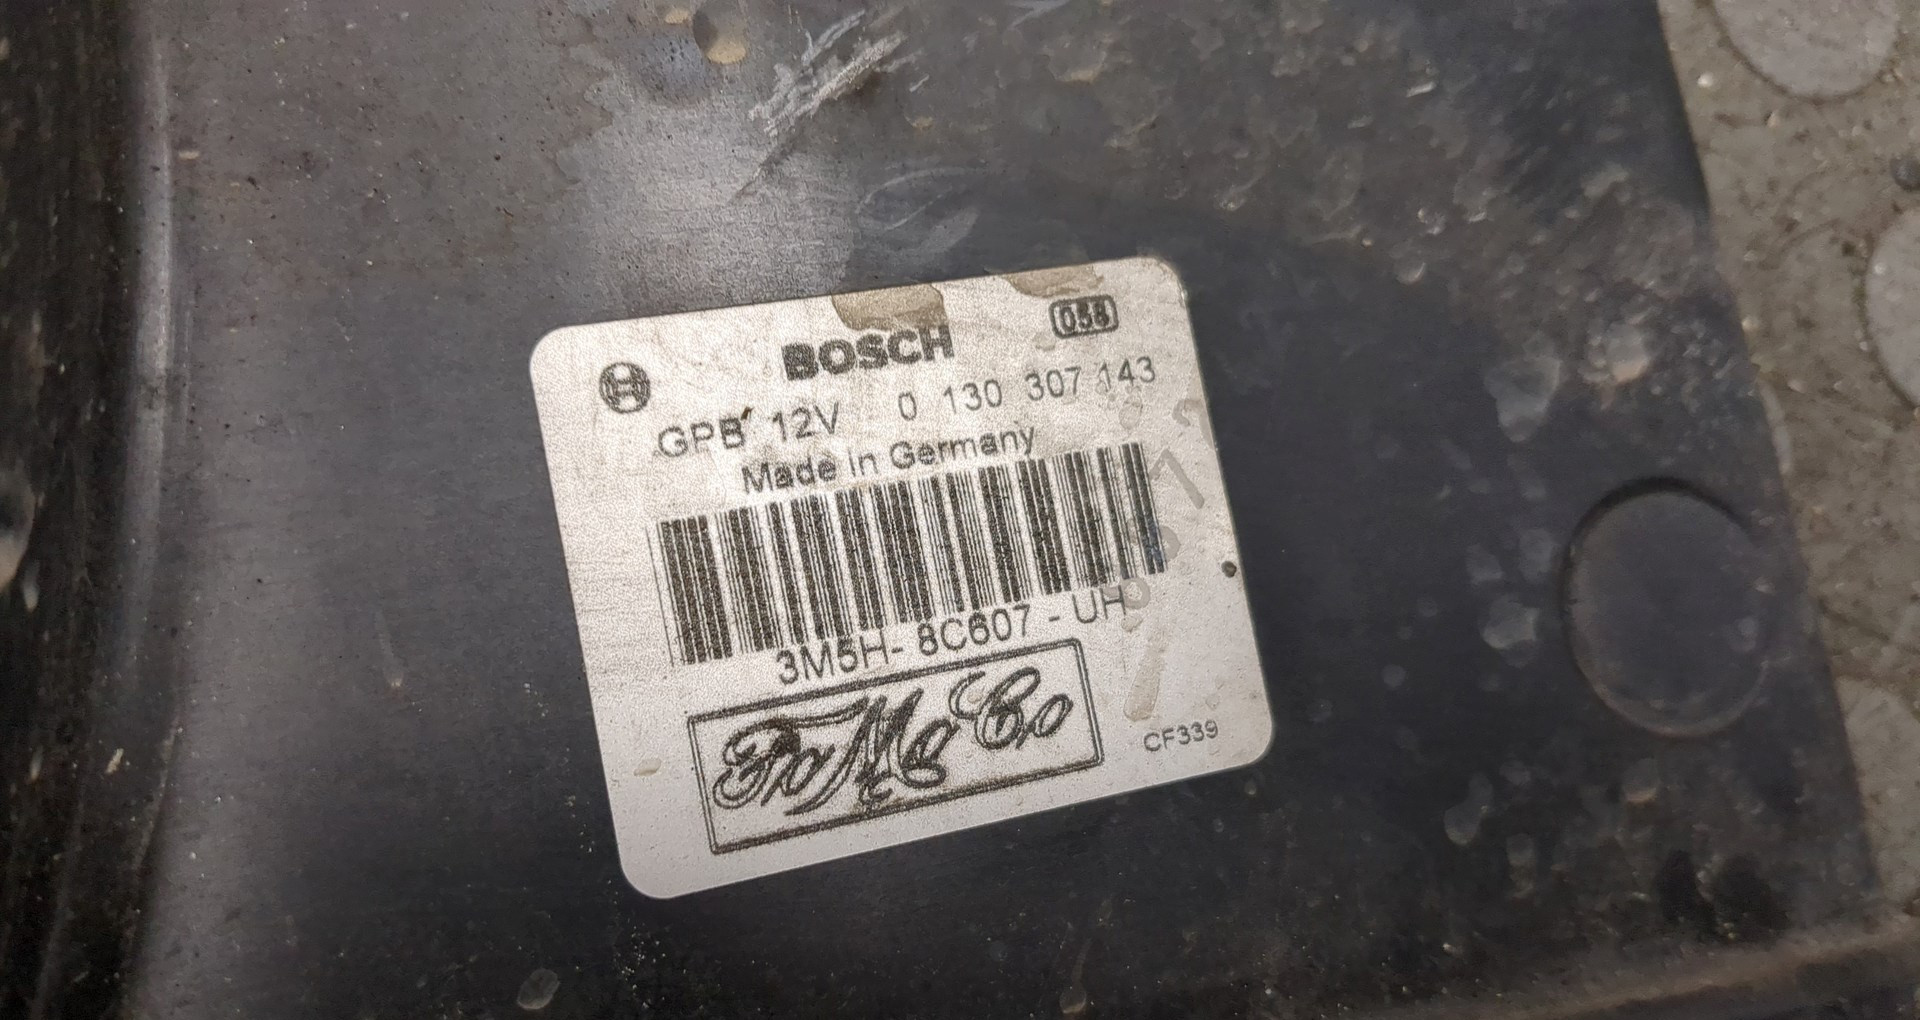 058
BOSCH
GPB 12V 0 130 307 143
Made in Germany
3M5H-8C607-UH
FoMoCo
CF339